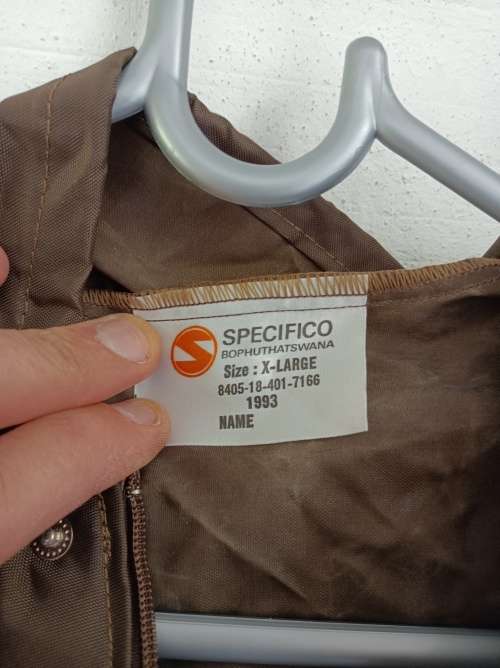 SPECIFICO
BOPHUTHATSWANA
Size : X-LARGE
8405-18-401-7166
1993
NAME